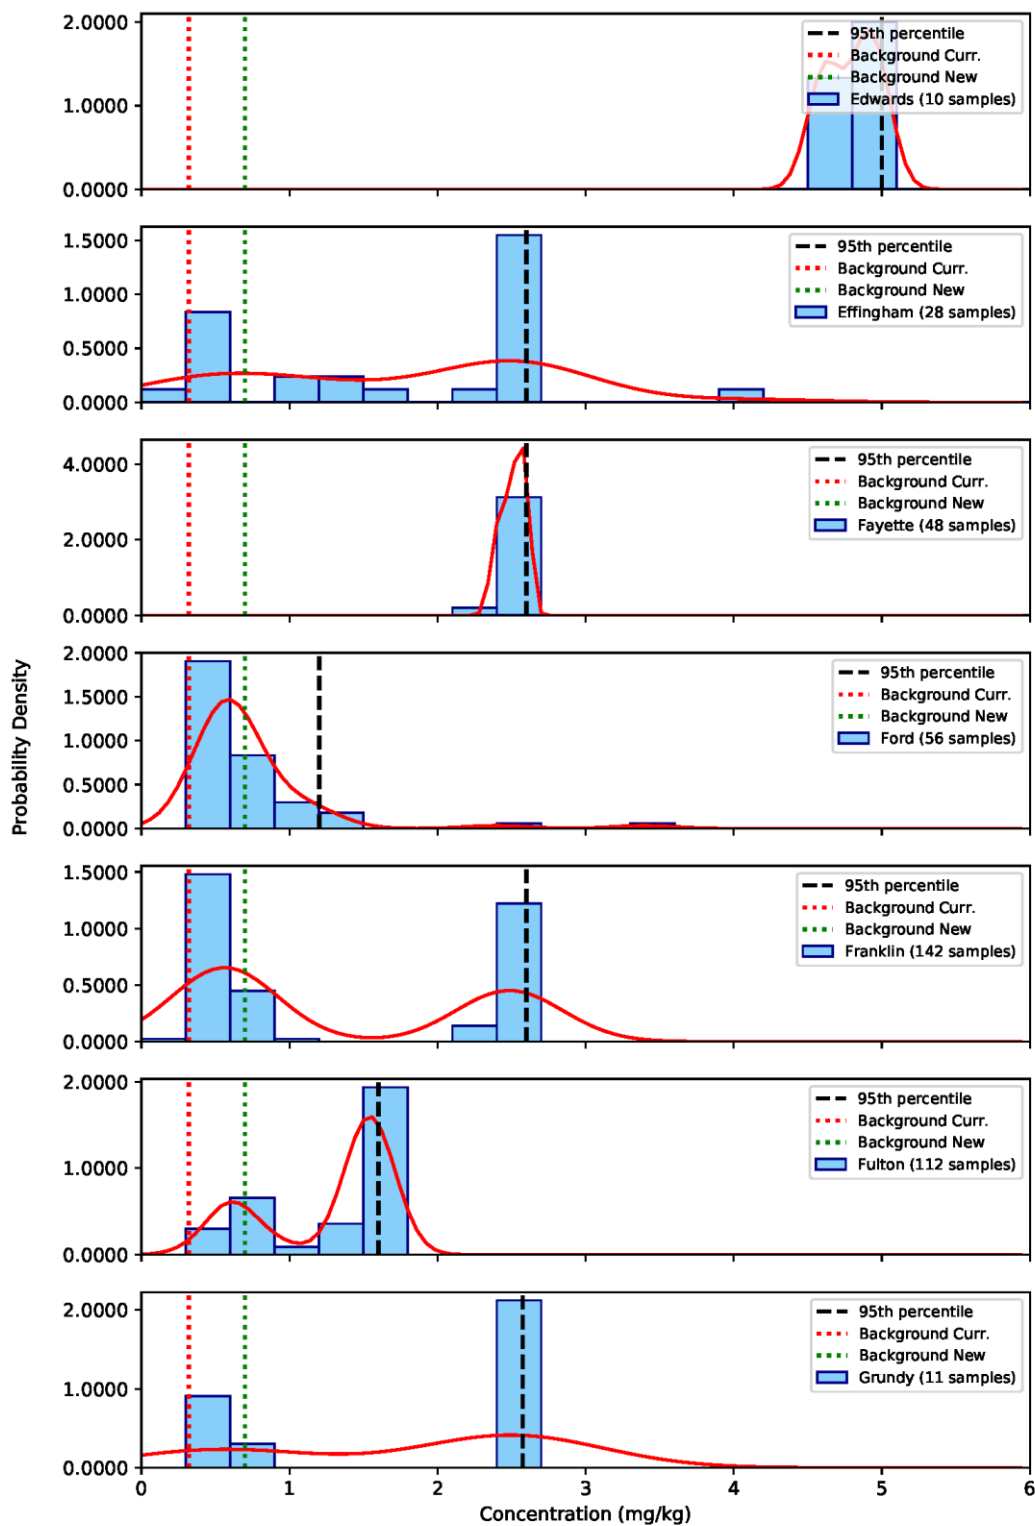 2.0000
1.0000
0.0000
95th percentile
Background Curr.
Background New
Edwards (10 samples)
1.5000
1.0000
0.5000
0.0000
95th percentile
Background Curr.
Background New
Effingham (28 samples)
4.0000
2.0000
0.0000
95th percentile
Background Curr.
Background New
Fayette (48 samples)
Probability Density
2.0000
1.5000
1.0000
0.5000
0.0000
95th percentile
Background Curr.
Background New
Ford (56 samples)
1.5000
1.0000
0.5000
0.0000
95th percentile
Background Curr.
Background New
Franklin (142 samples)
2.0000
1.0000
0.0000
95th percentile
Background Curr.
Background New
Fulton (112 samples)
2.0000
1.0000
0.0000
95th percentile
Background Curr.
Background New
Grundy (11 samples)
0 1 2 3 4 5 6
Concentration (mg/kg)